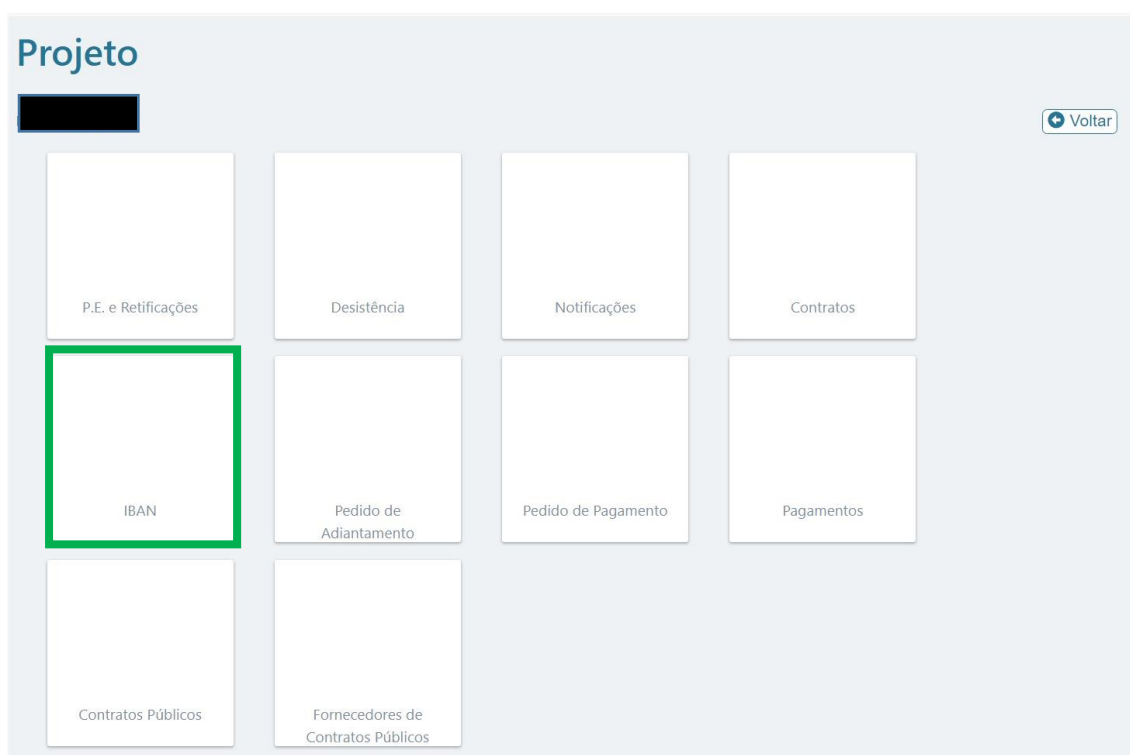 Projeto
Voltar
P.E. e Retificações
Desistência
Notificações
Contratos
IBAN
Pedido de
Adiantamento
Pedido de Pagamento
Pagamentos
Contratos Públicos
Fornecedores de
Contratos Públicos